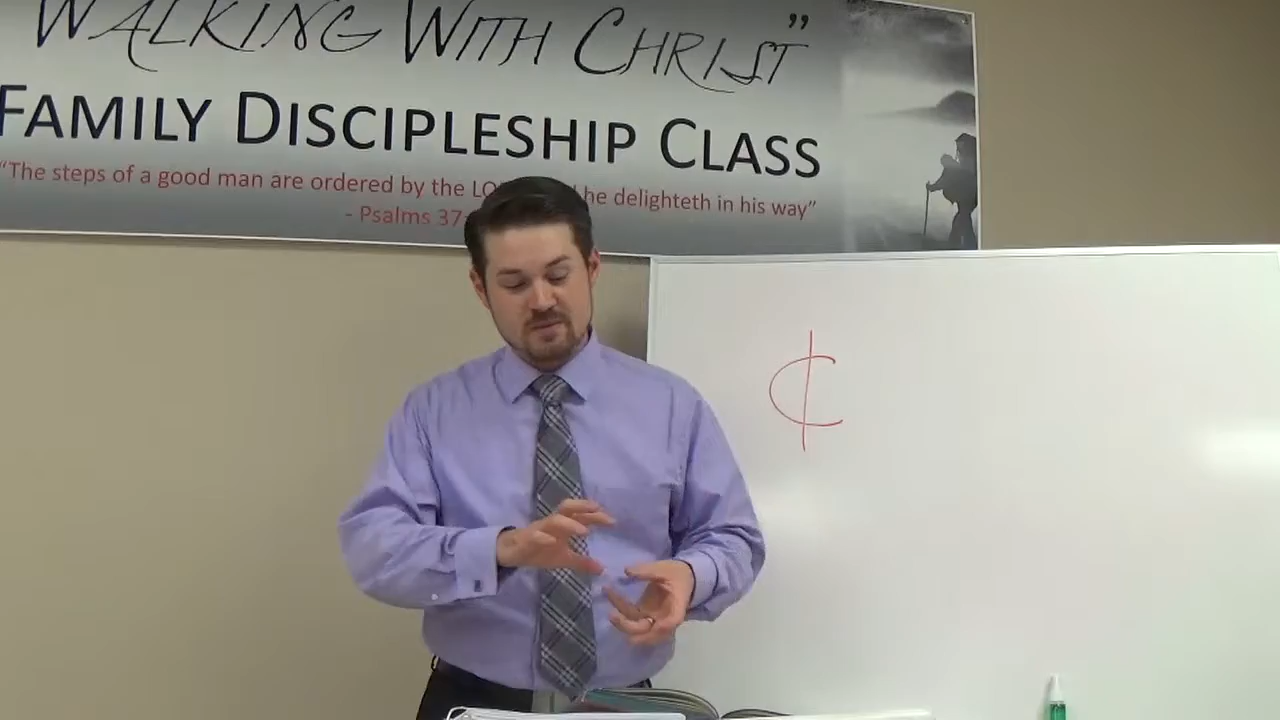 WALKING WITH CHRIST”
FAMILY DISCIPLESHIP CLASS
“The steps of a good man are ordered by the LO he delighteth in his way”
- Psalms 37
¢